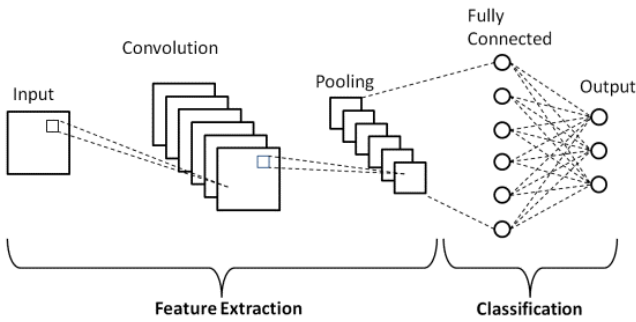 Input
Convolution
Pooling
Fully
Connected
Output
Feature Extraction
Classification